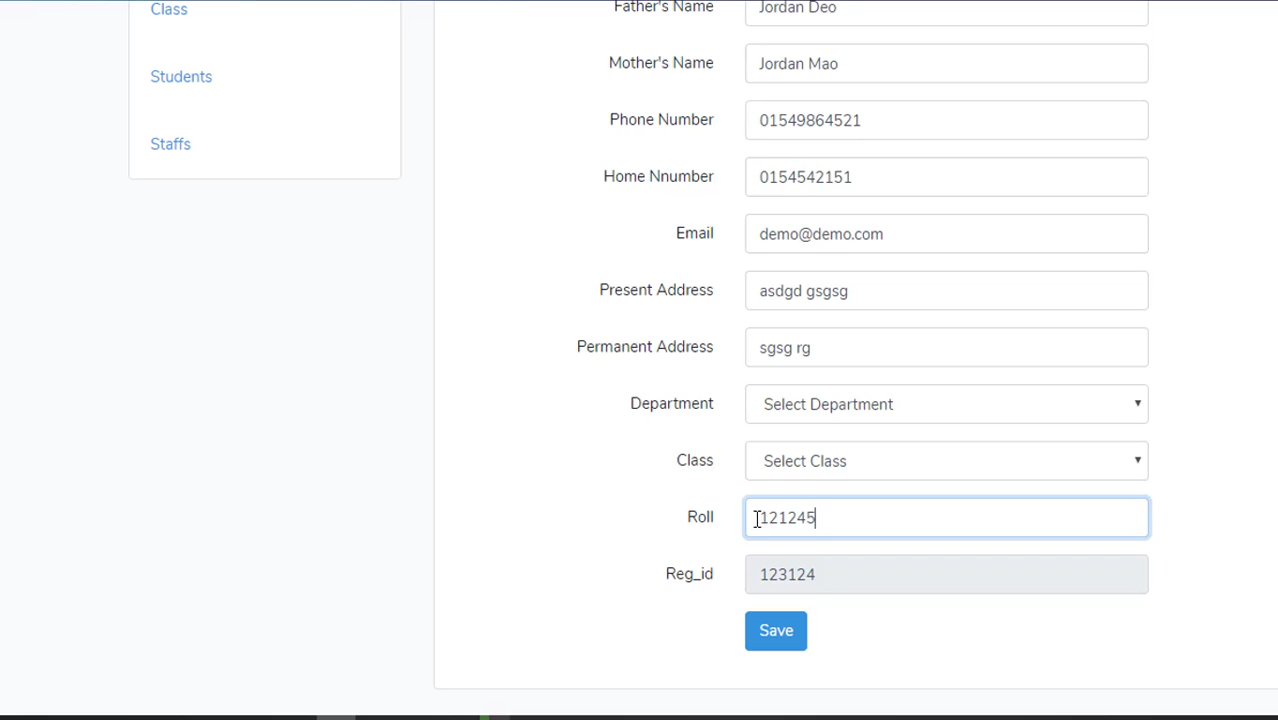 Class
Students
Staffs
Father's Name Jordan Deo
Mother's Name Jordan Mao
Phone Number 01549864521
Home Nnumber 0154542151
Email demo@demo.com
Present Address asdgd gsgsg
Permanent Address sgsg rg
Department Select Department
Class Select Class
Roll 121245
Reg_id 123124
Save